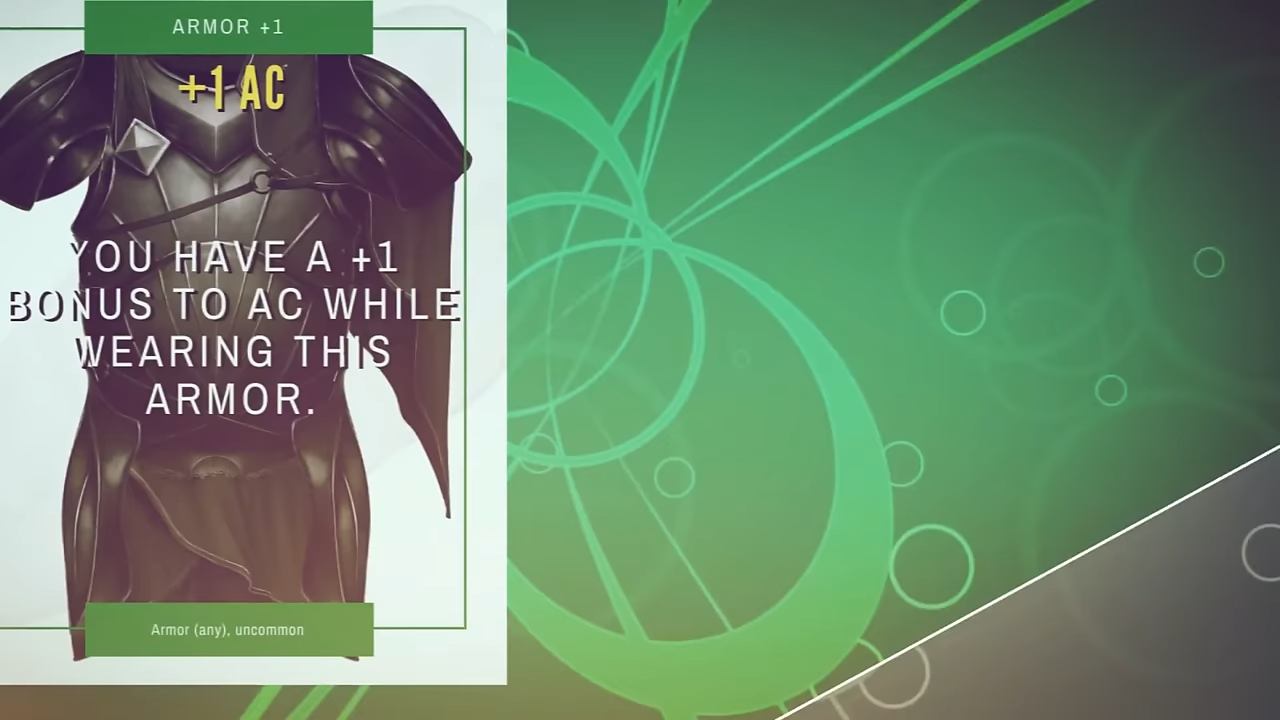 ARMOR +1
+1 AC
YOU HAVE A +1
BONUS TO AC WHILE
WEARING THIS
ARMOR.
Armor (any), uncommon